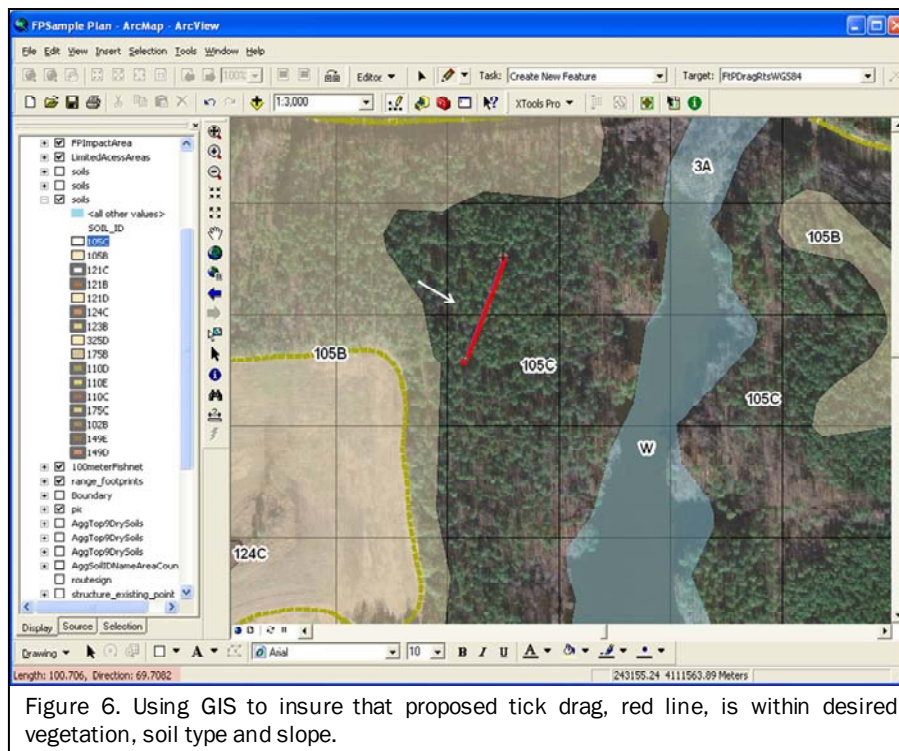 FPSample Plan - ArcMap - ArcView
File Edit View Insert Selection Tools Window Help
100% Editor Task: Create New Feature Target: FtPDragRtsWGS84
1:3,000 XTools Pro
FPImpactArea
LimitedAcessAreas
soils
soils
soils
<all other values>
SOIL_ID
105C
105B
121C
121B
121D
124C
123B
325D
175B
110D
110E
110C
175C
102B
149E
149D
100meterFishnet
range_footprints
Boundary
pic
AggTop9DrySoils
AggTop9DrySoils
AggTop9DrySoils
AggSoilIDNameAreaCoun
routesign
structure_existing_point
Display Source Selection
3A
105B
105B
105C
105C
W
124C
Drawing A Arial 10 B I U A
Length: 100.706, Direction: 69.7082
243155.24 4111563.89 Meters
Figure 6. Using GIS to insure that proposed tick drag, red line, is within desired
vegetation, soil type and slope.